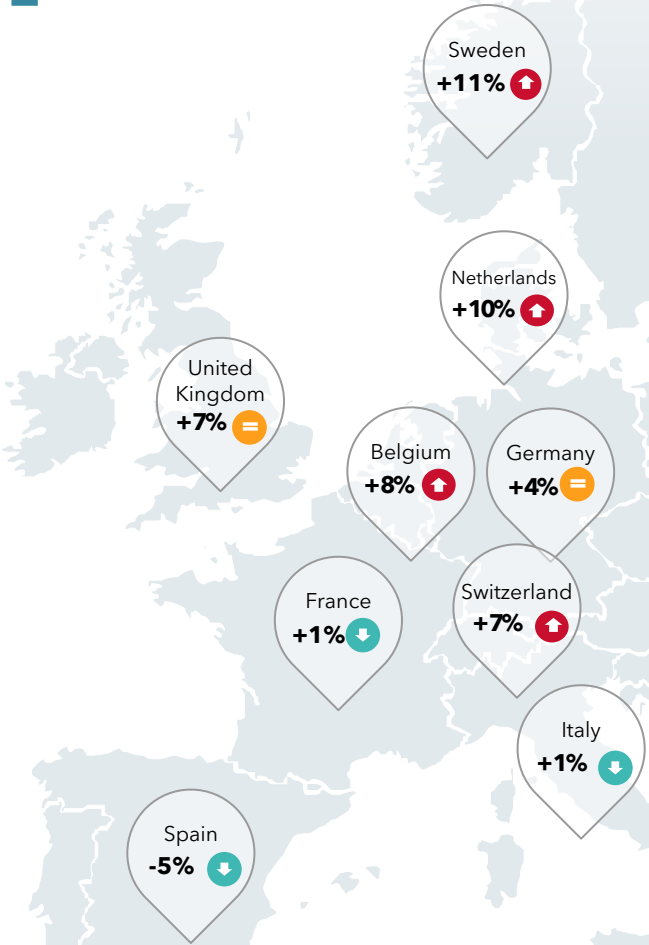 Sweden
+11%
Netherlands
+10%
United
Kingdom
+7%
Belgium
+8%
Germany
+4%
France
+1%
Switzerland
+7%
Italy
+1%
Spain
-5%